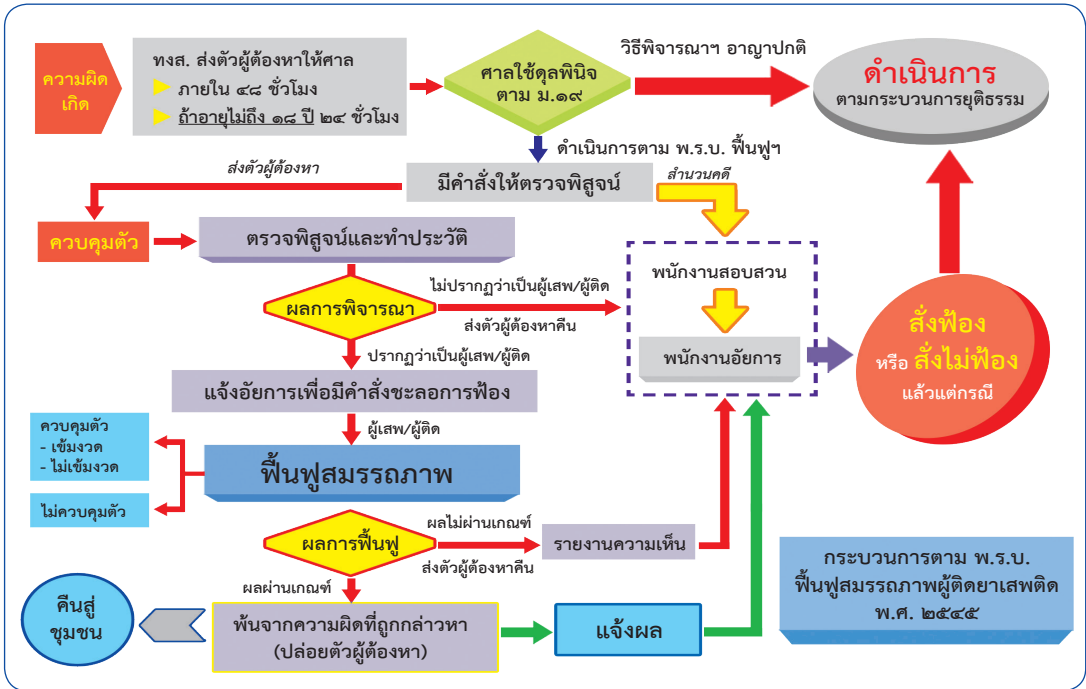 ความผิด
เกิด
ทงส. ส่งตัวผู้ต้องหาให้ศาล
ภายใน ๔๘ ชั่วโมง
ถ้าอายุไม่ถึง ๑๘ ปี ๒๔ ชั่วโมง
ศาลใช้ดุลพินิจ
ตาม ม.๑๙
วิธีพิจารณาฯ อาญาปกติ
ดำเนินการ
ตามกระบวนการยุติธรรม
ดำเนินการตาม พ.ร.บ. ฟื้นฟูฯ
ส่งตัวผู้ต้องหา
มีคำสั่งให้ตรวจพิสูจน์
สำนวนคดี
ควบคุมตัว
ตรวจพิสูจน์และทำประวัติ
ผลการพิจารณา
ไม่ปรากฏว่าเป็นผู้เสพ/ผู้ติด
ส่งตัวผู้ต้องหาคืน
พนักงานสอบสวน
พนักงานอัยการ
สั่งฟ้อง
หรือ สั่งไม่ฟ้อง
แล้วแต่กรณี
ปรากฏว่าเป็นผู้เสพ/ผู้ติด
แจ้งอัยการเพื่อมีคำสั่งชะลอการฟ้อง
ผู้เสพ/ผู้ติด
ควบคุมตัว
- เข้มงวด
- ไม่เข้มงวด
ไม่ควบคุมตัว
ฟื้นฟูสมรรถภาพ
ผลการฟื้นฟู
ผลไม่ผ่านเกณฑ์
ส่งตัวผู้ต้องหาคืน
รายงานความเห็น
ผลผ่านเกณฑ์
คืนสู่
ชุมชน
พ้นจากความผิดที่ถูกกล่าวหา
(ปล่อยตัวผู้ต้องหา)
แจ้งผล
กระบวนการตาม พ.ร.บ.
ฟื้นฟูสมรรถภาพผู้ติดยาเสพติด
พ.ศ. ๒๕๔๕